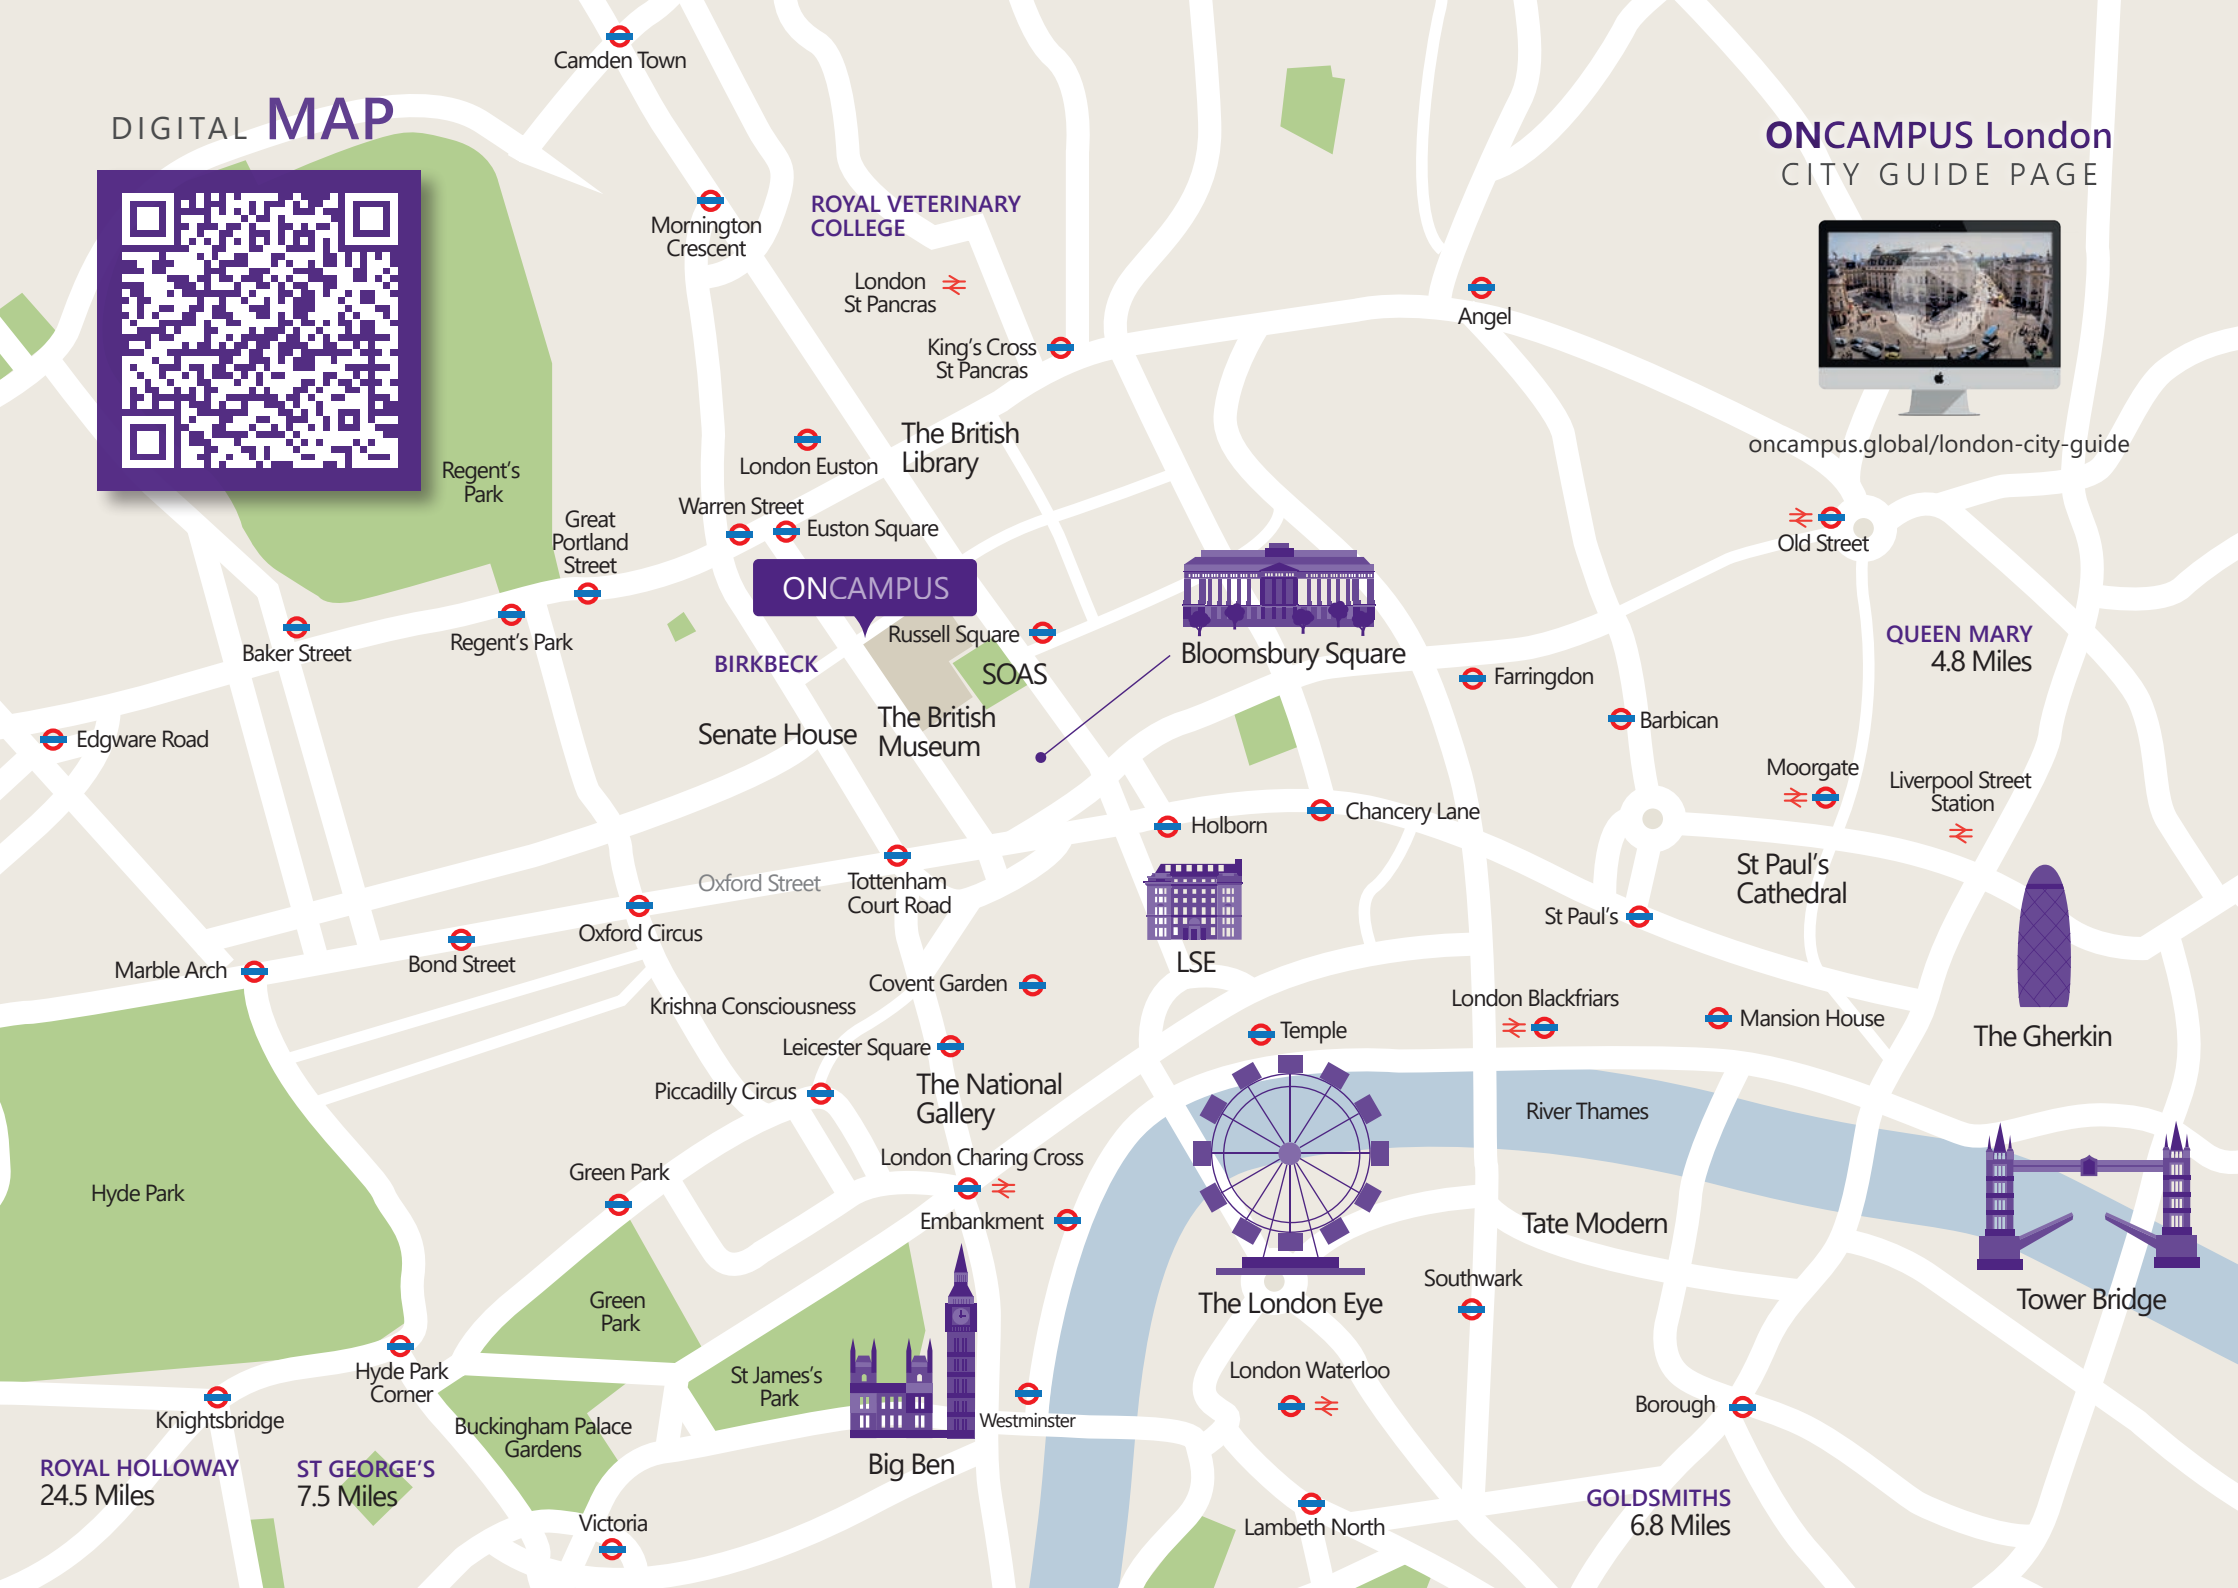 Camden Town
DIGITAL MAP
ONCAMPUS London
CITY GUIDE PAGE
Mornington
Crescent
ROYAL VETERINARY
COLLEGE
London
St Pancras
King's Cross
St Pancras
Angel
London Euston
The British
Library
oncampus.global/london-city-guide
Regent's
Park
Great
Portland
Street
Warren Street
Euston Square
Old Street
ONCAMPUS
Baker Street
Regent's Park
Russell Square
BIRKBECK
SOAS
Bloomsbury Square
Farringdon
QUEEN MARY
4.8 Miles
Edgware Road
Senate House
The British
Museum
Barbican
Moorgate
Liverpool Street
Station
Holborn
Chancery Lane
Oxford Street
Tottenham
Court Road
St Paul's
Cathedral
Oxford Circus
St Paul's
Marble Arch
Bond Street
LSE
Covent Garden
Krishna Consciousness
London Blackfriars
Mansion House
The Gherkin
Leicester Square
Temple
Piccadilly Circus
The National
Gallery
River Thames
London Charing Cross
Green Park
Hyde Park
Embankment
Tate Modern
Green
Park
The London Eye
Southwark
Tower Bridge
Hyde Park
Corner
St James's
Park
London Waterloo
Knightsbridge
Buckingham Palace
Gardens
Westminster
Borough
Big Ben
ROYAL HOLLOWAY
24.5 Miles
ST GEORGE'S
7.5 Miles
Victoria
Lambeth North
GOLDSMITHS
6.8 Miles